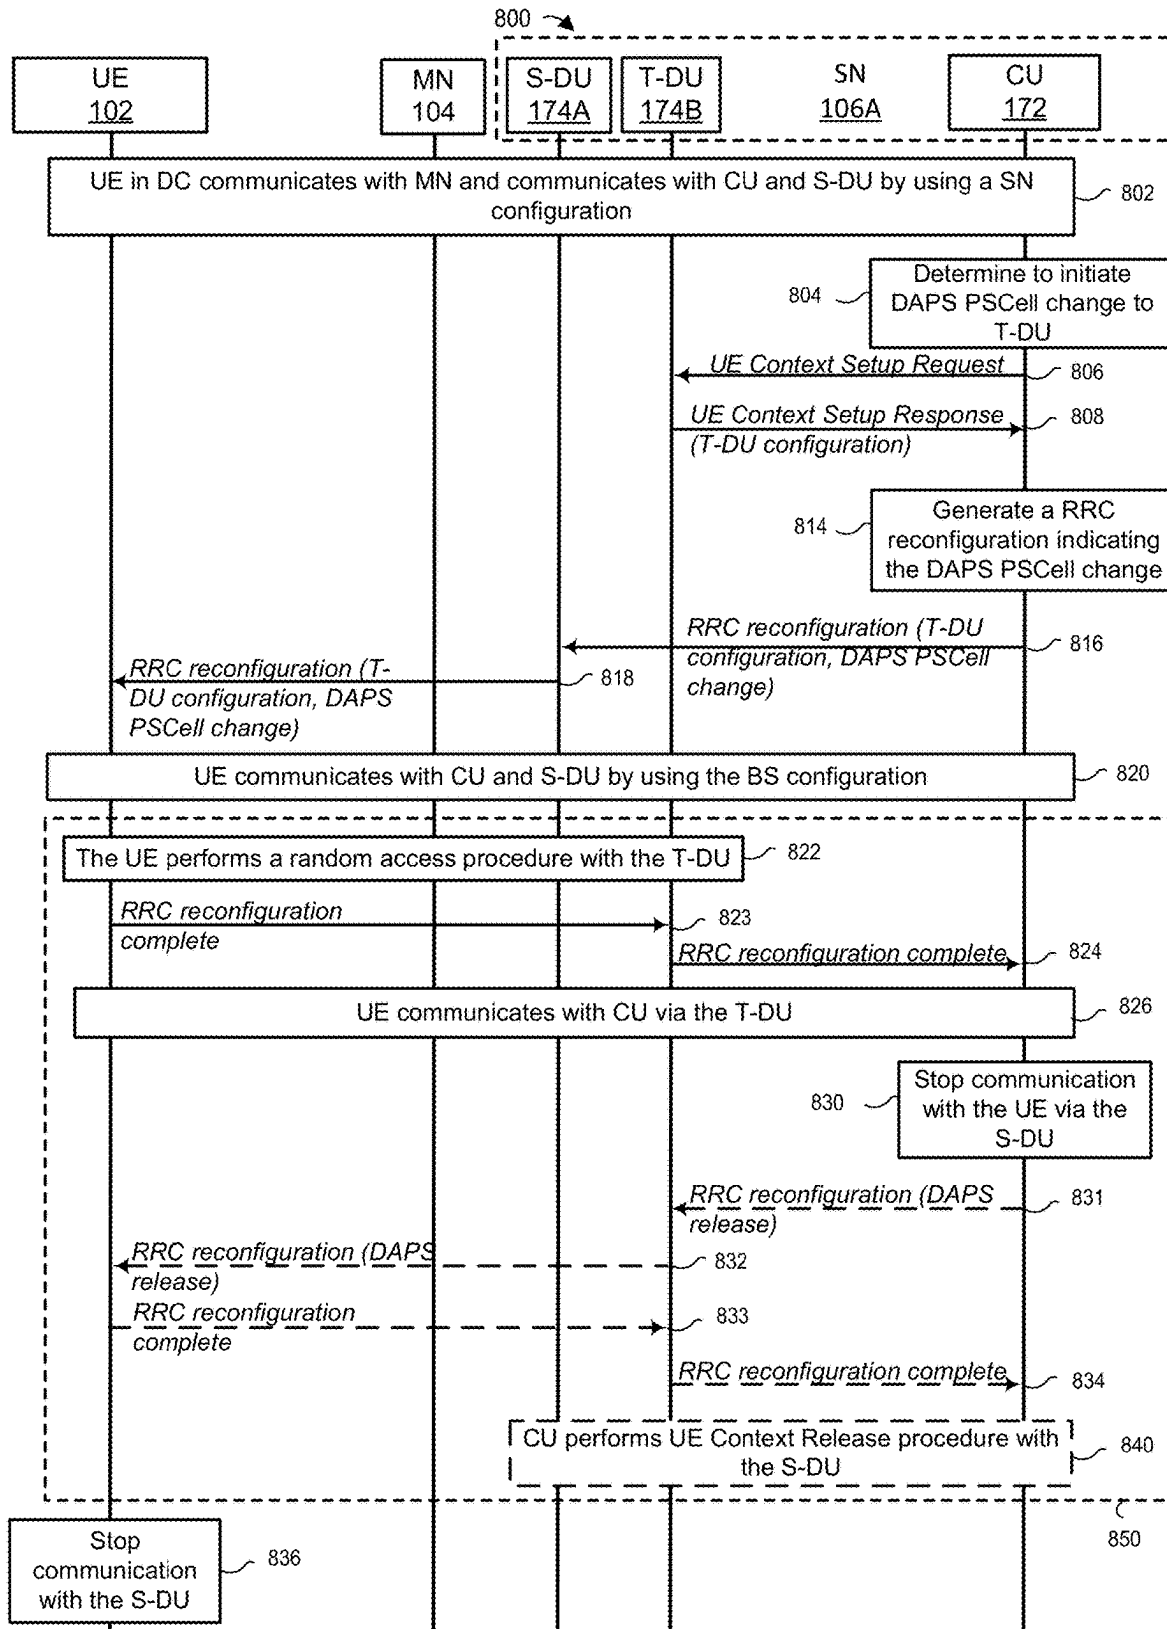 800
UE
102
MN
104
S-DU
174A
T-DU
174B
SN
106A
CU
172
UE in DC communicates with MN and communicates with CU and S-DU by using a SN
configuration
802
Determine to initiate
DAPS PSCell change to
T-DU
804
UE Context Setup Request
806
UE Context Setup Response
(T-DU configuration)
808
Generate a RRC
reconfiguration indicating
the DAPS PSCell change
814
RRC reconfiguration (T-DU
configuration, DAPS PSCell
change)
816
RRC reconfiguration (T-
DU configuration, DAPS
PSCell change)
818
UE communicates with CU and S-DU by using the BS configuration
820
The UE performs a random access procedure with the T-DU
822
RRC reconfiguration
complete
823
RRC reconfiguration complete
824
UE communicates with CU via the T-DU
826
Stop communication
with the UE via the
S-DU
830
RRC reconfiguration (DAPS
release)
831
RRC reconfiguration (DAPS
release)
832
RRC reconfiguration
complete
833
RRC reconfiguration complete
834
CU performs UE Context Release procedure with
the S-DU
840
850
Stop
communication
with the S-DU
836